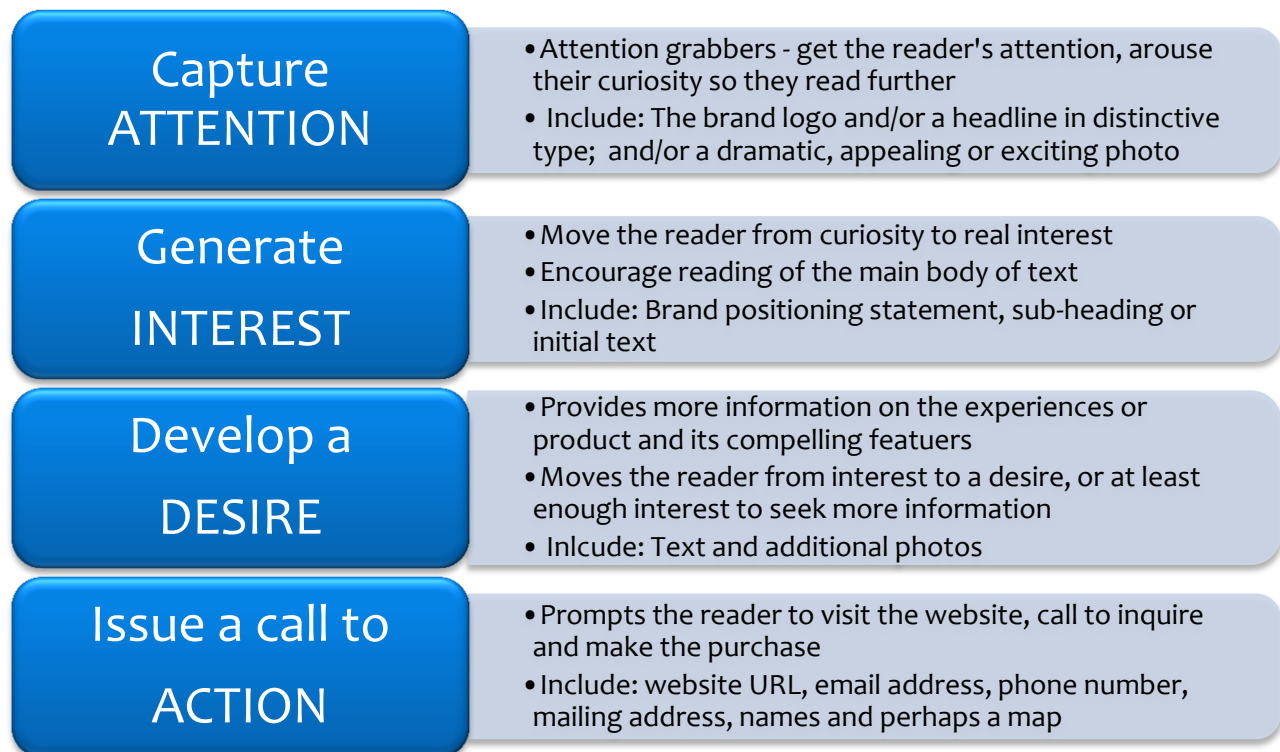 Capture
ATTENTION
•Attention grabbers - get the reader's attention, arouse
their curiosity so they read further
• Include: The brand logo and/or a headline in distinctive
type; and/or a dramatic, appealing or exciting photo
Generate
INTEREST
•Move the reader from curiosity to real interest
•Encourage reading of the main body of text
•Include: Brand positioning statement, sub-heading or
initial text
Develop a
DESIRE
•Provides more information on the experiences or
product and its compelling featuers
•Moves the reader from interest to a desire, or at least
enough interest to seek more information
• Inlcude: Text and additional photos
Issue a call to
ACTION
•Prompts the reader to visit the website, call to inquire
and make the purchase
•Include: website URL, email address, phone number,
mailing address, names and perhaps a map